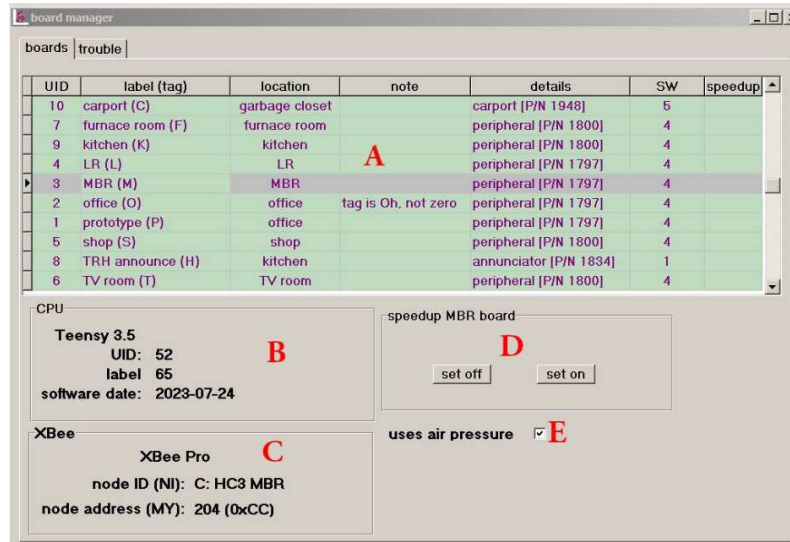 board manager
boards trouble
UID label (tag) location note details SW speedup
10 carport (C) garbage closet carport [P/N 1948] 5
7 furnace room (F) furnace room peripheral [P/N 1800] 4
9 kitchen (K) kitchen peripheral [P/N 1800] 4
4 LR (L) LR peripheral [P/N 1797] 4
A
3 MBR (M) MBR peripheral [P/N 1797] 4
2 office (O) office tag is Oh, not zero peripheral [P/N 1797] 4
1 prototype (P) office peripheral [P/N 1797] 4
5 shop (S) shop peripheral [P/N 1800] 4
8 TRH announce (H) kitchen annunciator [P/N 1834] 1
6 TV room (T) TV room peripheral [P/N 1800] 4
CPU
Teensy 3.5
UID: 52
label 65
software date: 2023-07-24
B
speedup MBR board
D
set off set on
XBee
XBee Pro
C
node ID (NI): C: HC3 MBR
node address (MY): 204 (0xCC)
uses air pressure E